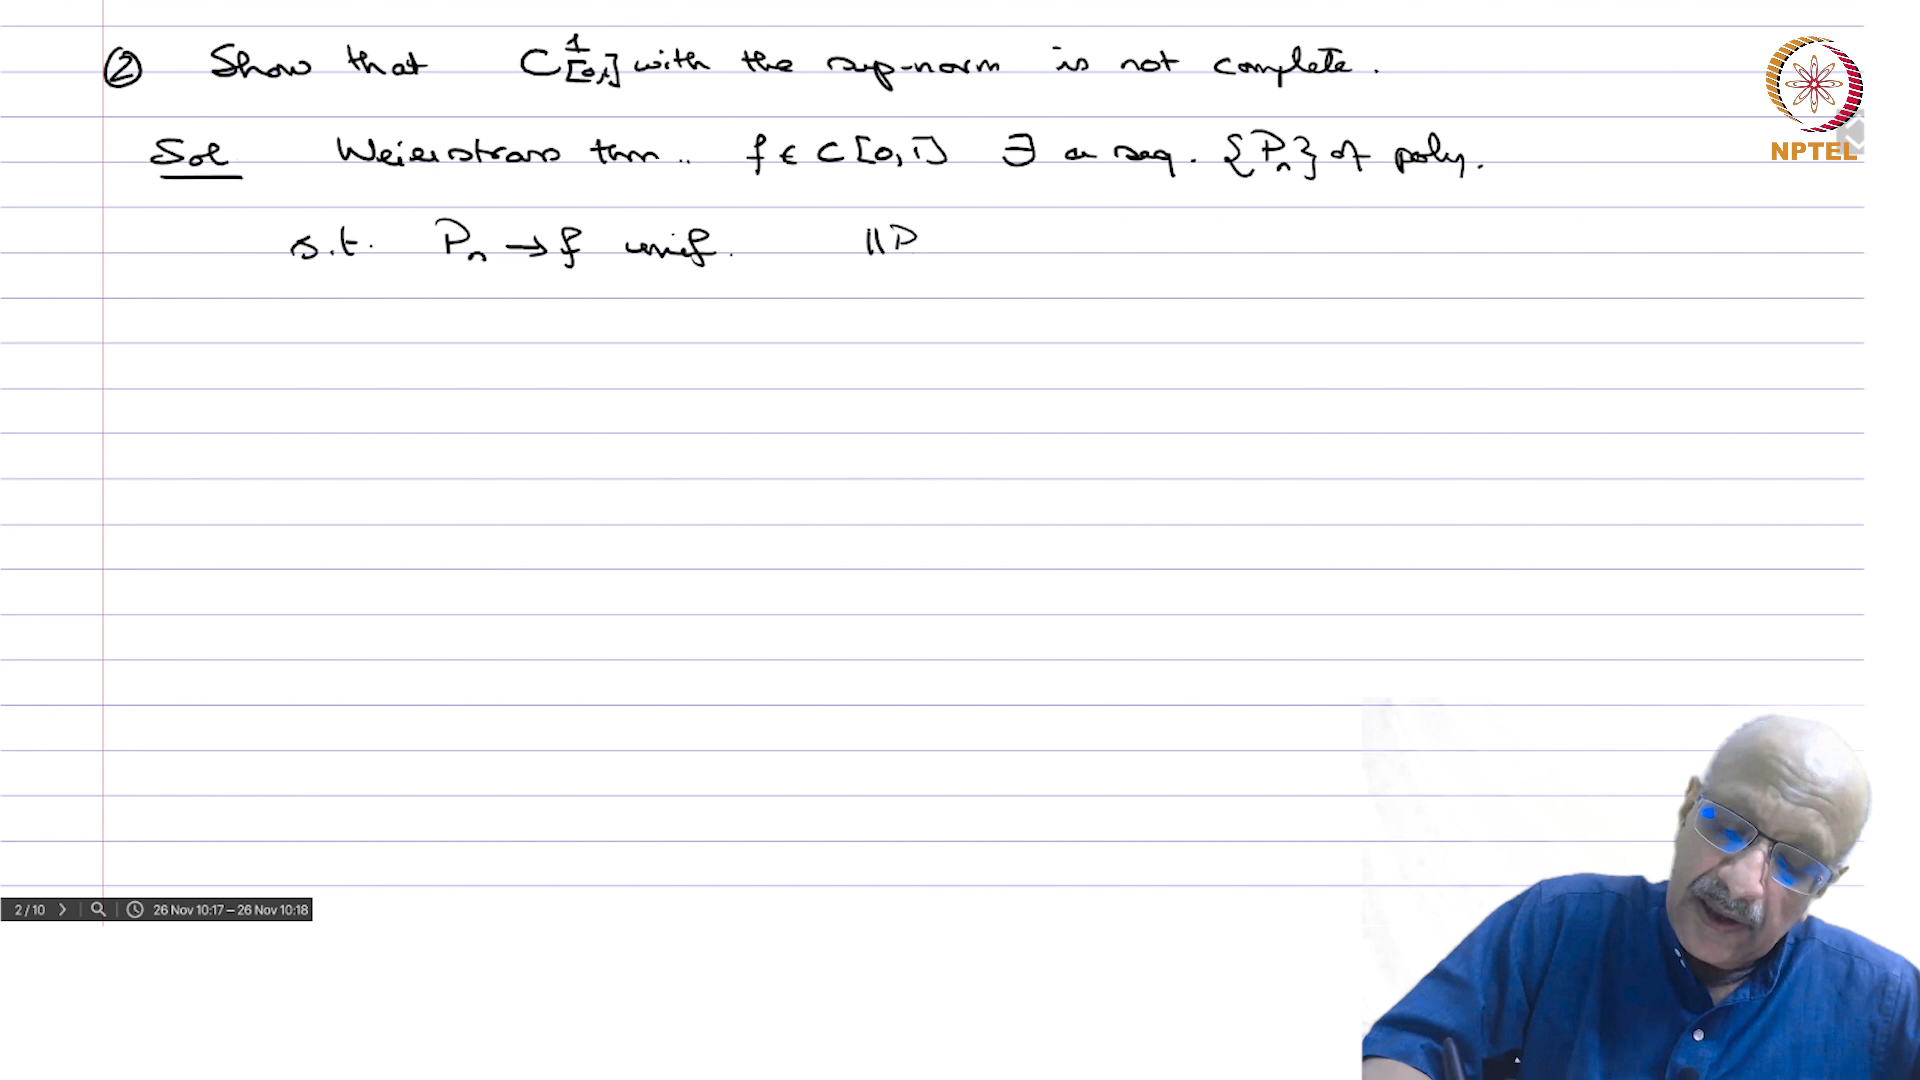 ② Show that C¹[0,1] with the sup-norm is not complete.
NPTEL
Sol Weierstrass thm.. f ∈ C[0,1] ∃ a seq. {Pₙ} of poly.
s.t. Pₙ → f unif. ||P
2/10 26 Nov 10:17 – 26 Nov 10:18